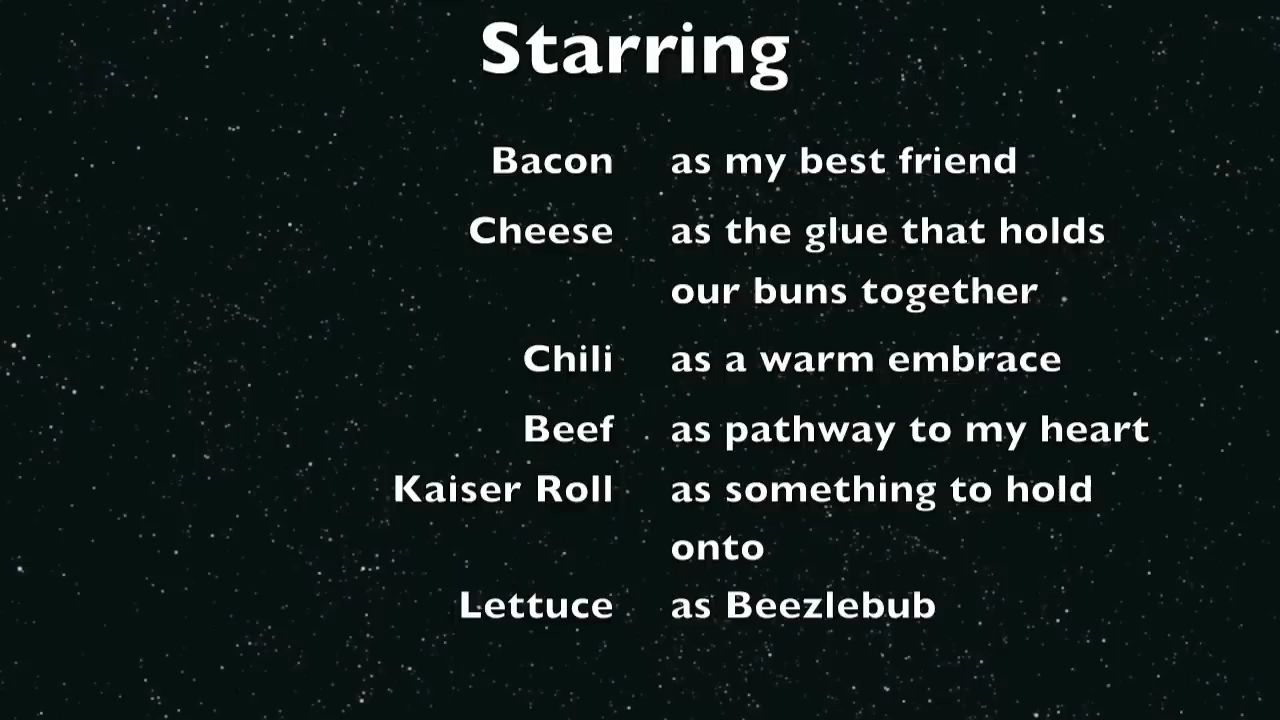 Starring
Bacon as my best friend
Cheese as the glue that holds
our buns together
Chili as a warm embrace
Beef as pathway to my heart
Kaiser Roll as something to hold
onto
Lettuce as Beezlebub